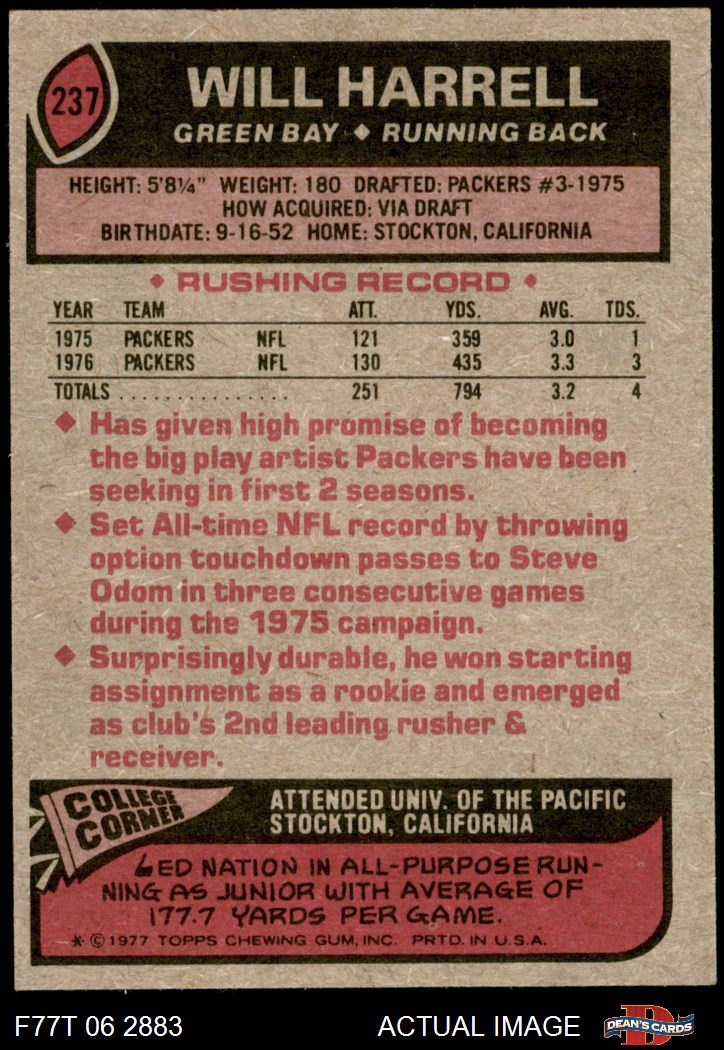 237
WILL HARRELL
GREEN BAY ♦ RUNNING BACK
HEIGHT: 5'8¼" WEIGHT: 180 DRAFTED: PACKERS #3-1975
HOW ACQUIRED: VIA DRAFT
BIRTHDATE: 9-16-52 HOME: STOCKTON, CALIFORNIA
♦ RUSHING RECORD ♦
YEAR TEAM ATT. YDS. AVG. TDS.
1975 PACKERS NFL 121 359 3.0 1
1976 PACKERS NFL 130 435 3.3 3
TOTALS ................ 251 794 3.2 4
♦ Has given high promise of becoming
the big play artist Packers have been
seeking in first 2 seasons.
♦ Set All-time NFL record by throwing
option touchdown passes to Steve
Odom in three consecutive games
during the 1975 campaign.
♦ Surprisingly durable, he won starting
assignment as a rookie and emerged
as club's 2nd leading rusher &
receiver.
COLLEGE
CORNER
ATTENDED UNIV. OF THE PACIFIC
STOCKTON, CALIFORNIA
LED NATION IN ALL-PURPOSE RUN-
NING AS JUNIOR WITH AVERAGE OF
177.7 YARDS PER GAME.
* © 1977 TOPPS CHEWING GUM, INC. PRTD. IN U.S.A.
F77T 06 2883 ACTUAL IMAGE
D
DEAN'S CARDS